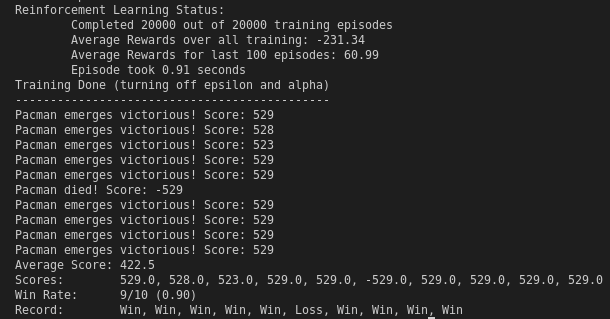 Reinforcement Learning Status:
Completed 20000 out of 20000 training episodes
Average Rewards over all training: -231.34
Average Rewards for last 100 episodes: 60.99
Episode took 0.91 seconds
Training Done (turning off epsilon and alpha)
---------------------------------------------
Pacman emerges victorious! Score: 529
Pacman emerges victorious! Score: 528
Pacman emerges victorious! Score: 523
Pacman emerges victorious! Score: 529
Pacman emerges victorious! Score: 529
Pacman died! Score: -529
Pacman emerges victorious! Score: 529
Pacman emerges victorious! Score: 529
Pacman emerges victorious! Score: 529
Pacman emerges victorious! Score: 529
Average Score: 422.5
Scores: 529.0, 528.0, 523.0, 529.0, 529.0, -529.0, 529.0, 529.0, 529.0, 529.0
Win Rate: 9/10 (0.90)
Record: Win, Win, Win, Win, Win, Loss, Win, Win, Win, Win